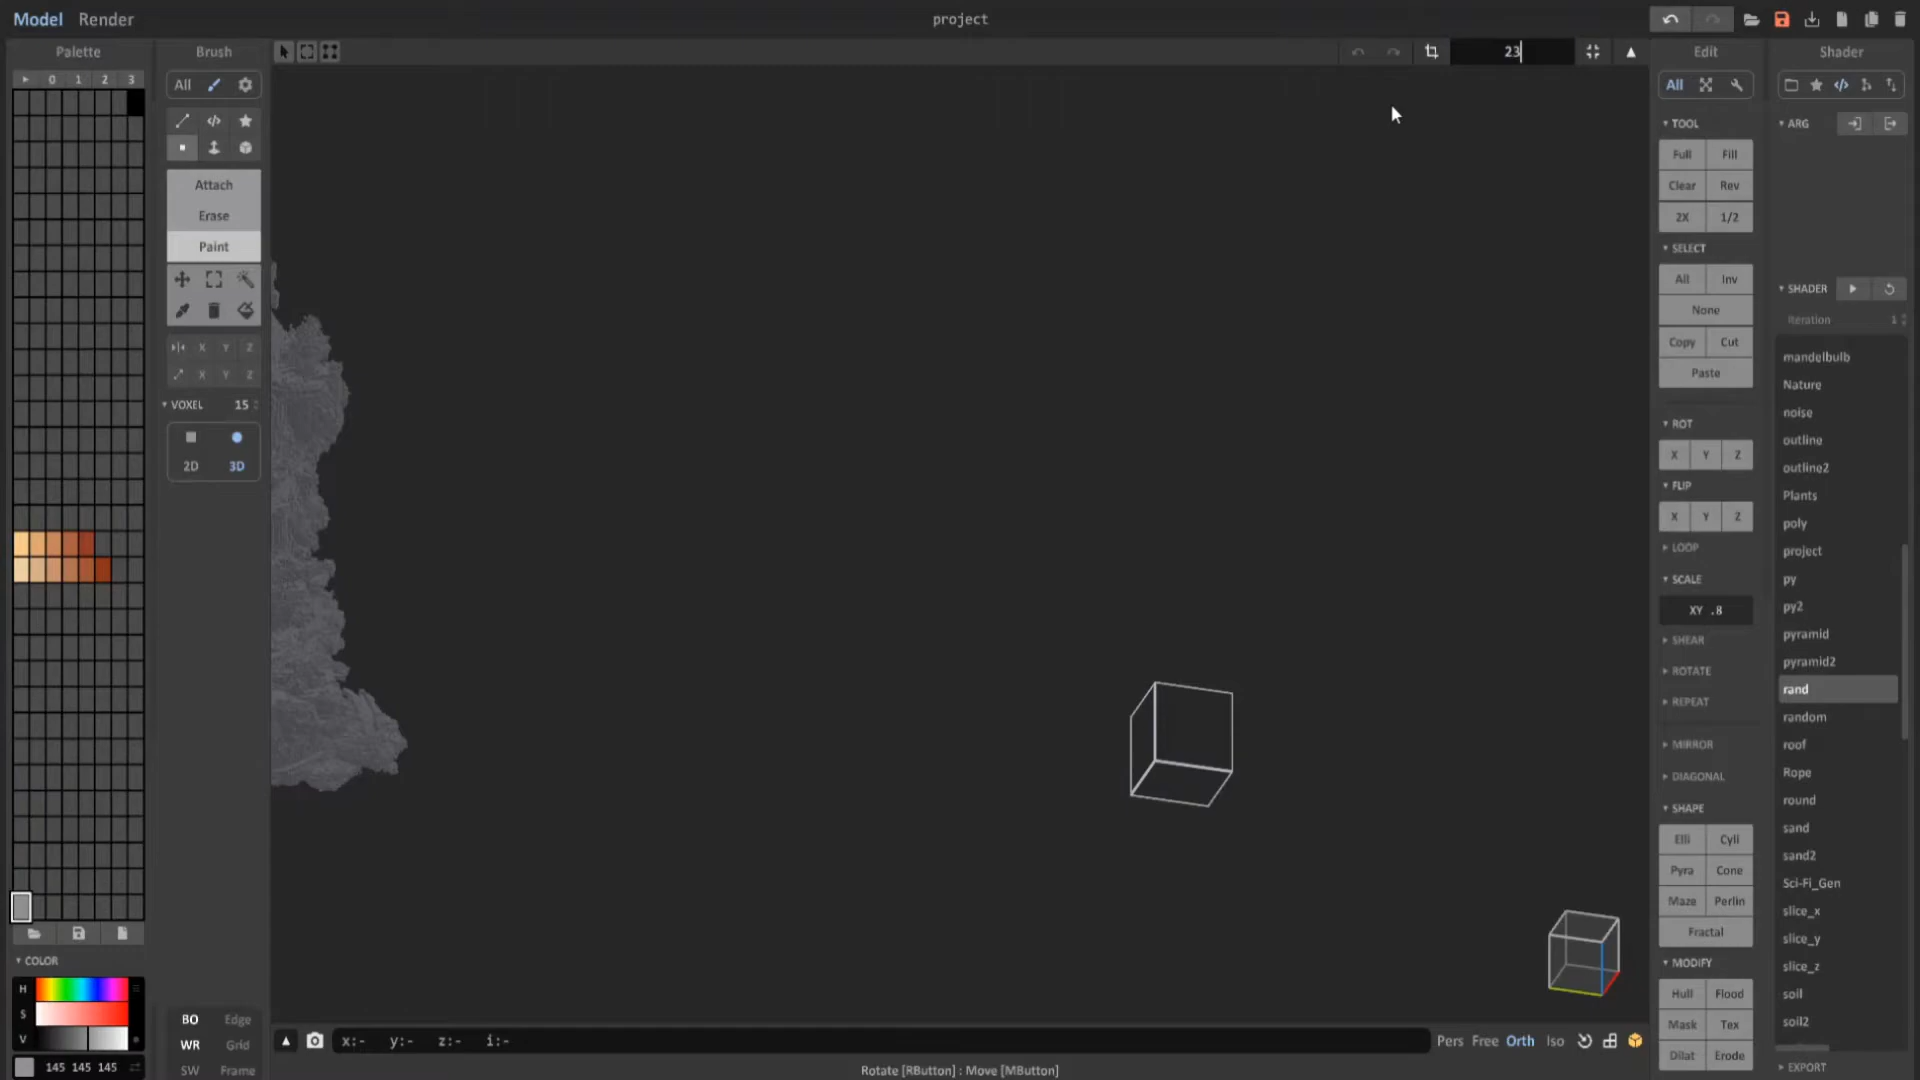 Model Render
project
Palette
Brush
23
Edit
Shader
0 1 2 3
All
All
ARG
TOOL
Full Fill
Attach
Clear Rev
Erase
2X 1/2
Paint
SELECT
All Inv
SHADER
None
Iteration 1
Copy Cut
X Y Z
Paste
X Y Z
VOXEL 15
2D 3D
ROT
X Y Z
FLIP
X Y Z
LOOP
SCALE
XY .8
SHEAR
ROTATE
REPEAT
MIRROR
DIAGONAL
SHAPE
Elli Cyli
Pyra Cone
Maze Perlin
Fractal
MODIFY
Hull Flood
Mask Tex
Dilat Erode
mandelbulb
Nature
noise
outline
outline2
Plants
poly
project
py
py2
pyramid
pyramid2
rand
random
roof
Rope
round
sand
sand2
Sci-Fi_Gen
slice_x
slice_y
slice_z
soil
soil2
EXPORT
COLOR
H
S
V
145 145 145
BO Edge
WR Grid
SW Frame
x:- y:- z:- i:-
Pers Free Orth Iso
Rotate [RButton] : Move [MButton]